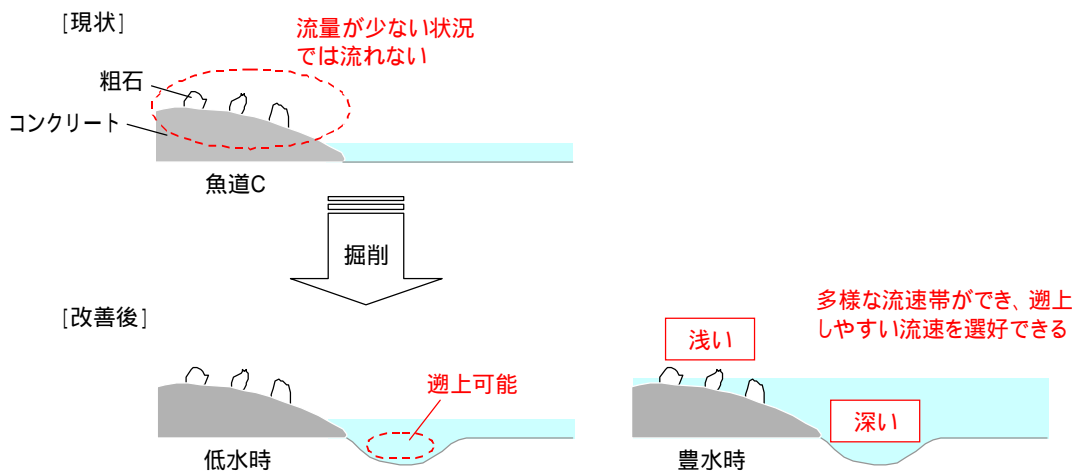 [現状]
流量が少ない状況
では流れない
粗石
コンクリート
魚道C
掘削
[改善後]
多様な流速帯ができ、遡上
しやすい流速を選好できる
浅い
遡上可能
深い
低水時
豊水時